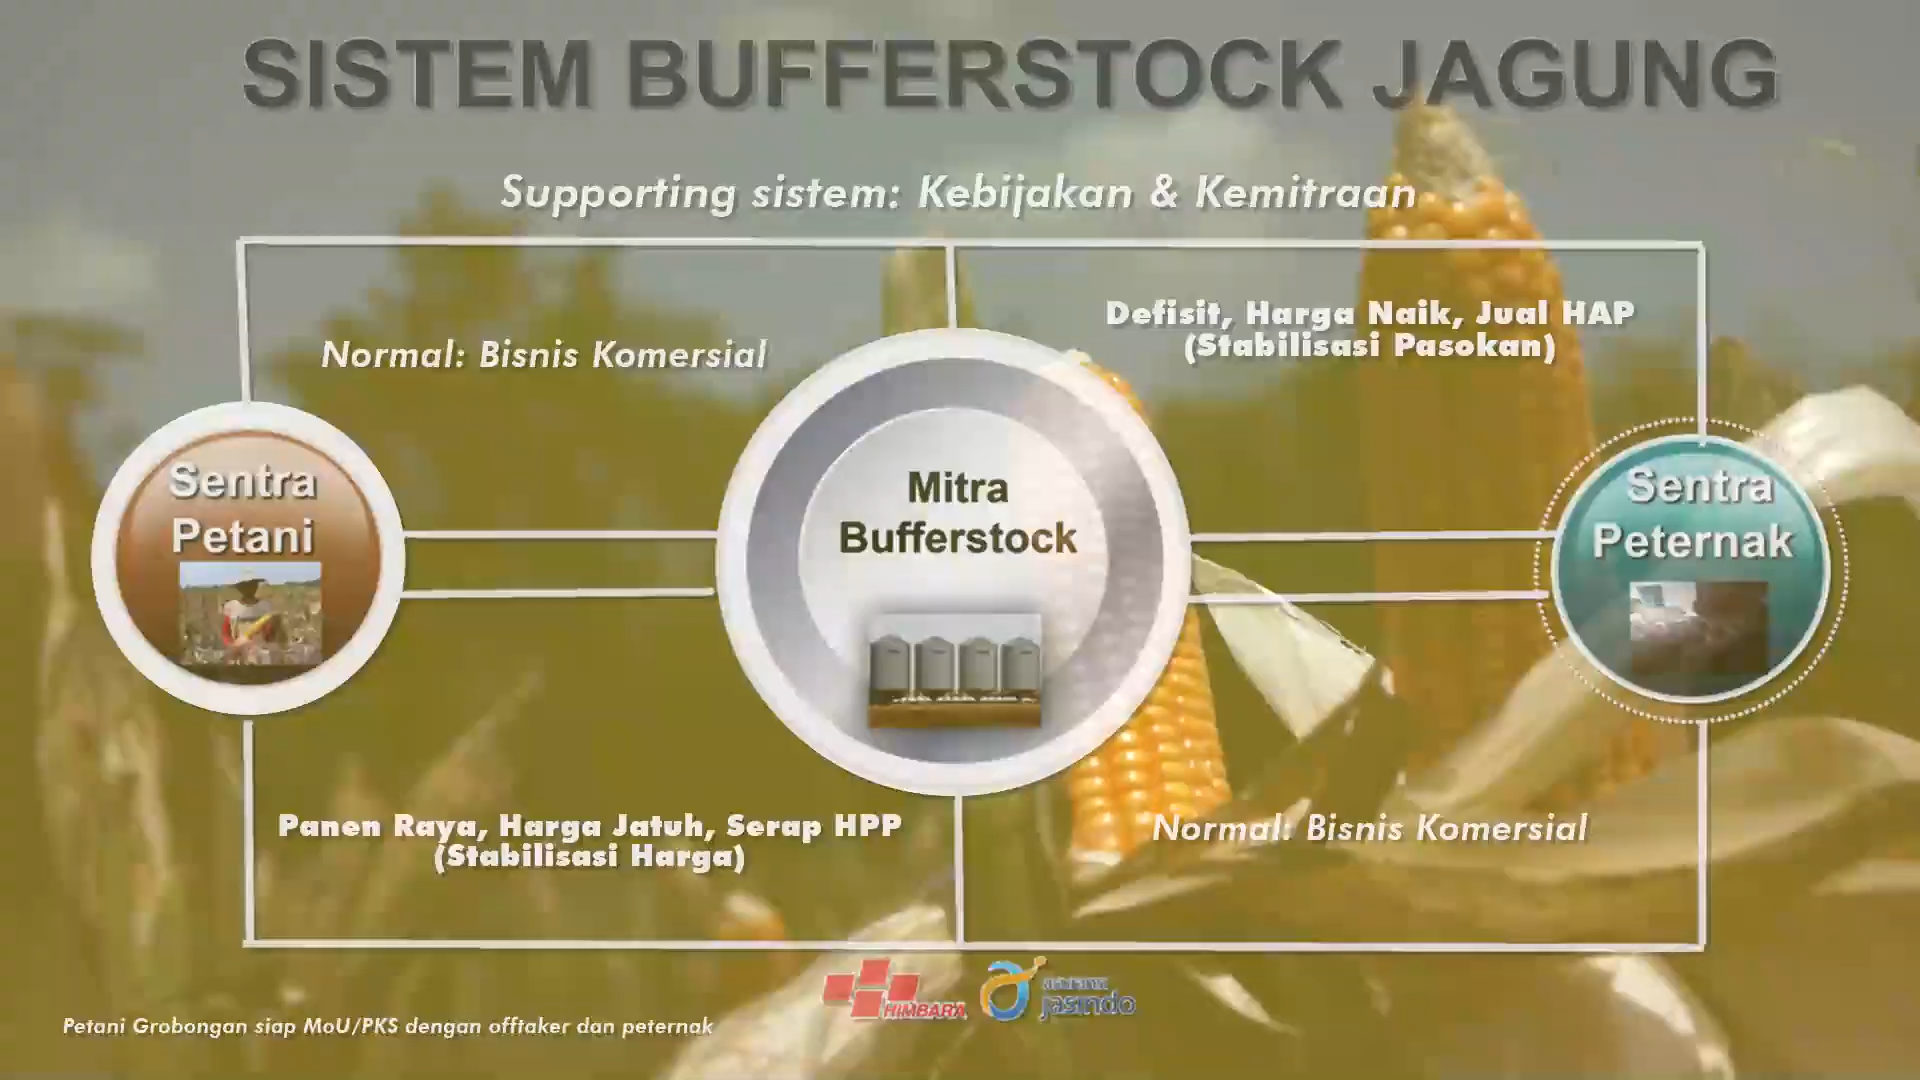 SISTEM BUFFERSTOCK JAGUNG
Supporting sistem: Kebijakan & Kemitraan
Normal: Bisnis Komersial
Defisit, Harga Naik, Jual HAP
(Stabilisasi Pasokan)
Sentra
Petani
Mitra
Bufferstock
Sentra
Peternak
Panen Raya, Harga Jatuh, Serap HPP
(Stabilisasi Harga)
Normal: Bisnis Komersial
HIMBARA
asuransi
jasindo
Petani Grobongan siap MoU/PKS dengan offtaker dan peternak